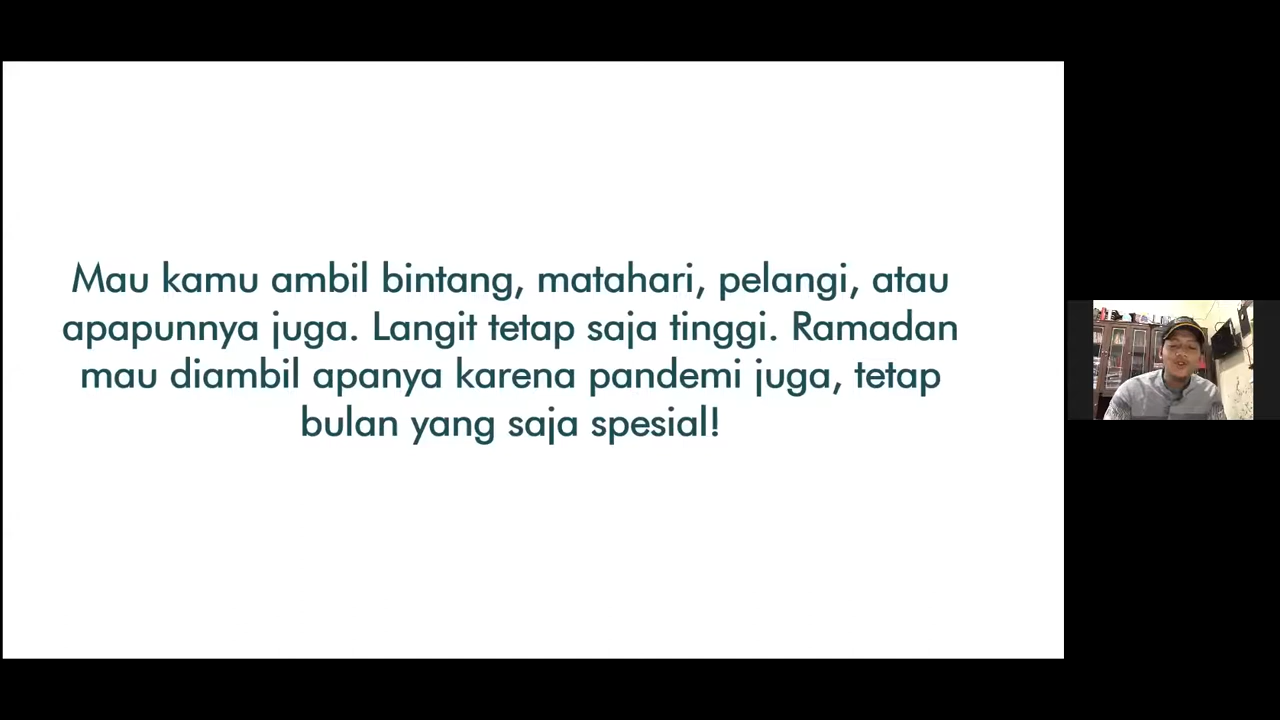 Mau kamu ambil bintang, matahari, pelangi, atau
apapunnya juga. Langit tetap saja tinggi. Ramadan
mau diambil apanya karena pandemi juga, tetap
bulan yang saja spesial!